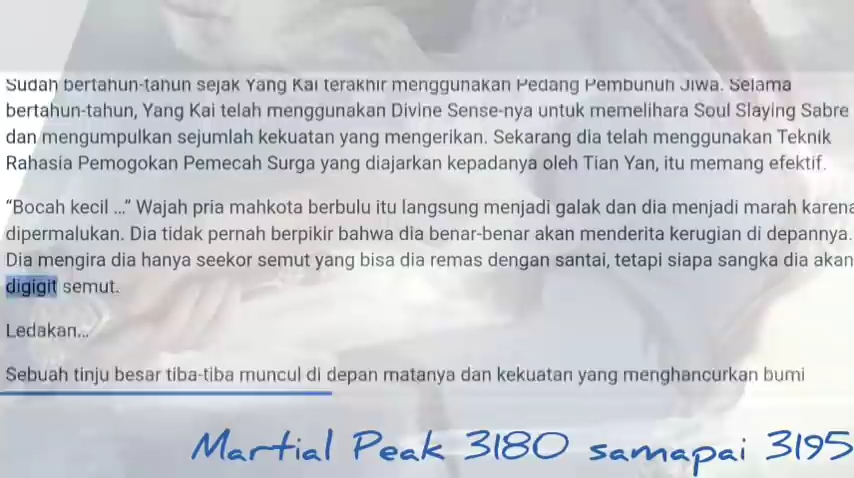 Sudah bertahun-tahun sejak Yang Kai terakhir menggunakan Pedang Pembunuh Jiwa. Selama
bertahun-tahun, Yang Kai telah menggunakan Divine Sense-nya untuk memelihara Soul Slaying Sabre
dan mengumpulkan sejumlah kekuatan yang mengerikan. Sekarang dia telah menggunakan Teknik
Rahasia Pemogokan Pemecah Surga yang diajarkan kepadanya oleh Tian Yan, itu memang efektif.
“Bocah kecil ...” Wajah pria mahkota berbulu itu langsung menjadi galak dan dia menjadi marah karena
dipermalukan. Dia tidak pernah berpikir bahwa dia benar-benar akan menderita kerugian di depannya.
Dia mengira dia hanya seekor semut yang bisa dia remas dengan santai, tetapi siapa sangka dia akan
digigit semut.
Ledakan...
Sebuah tinju besar tiba-tiba muncul di depan matanya dan kekuatan yang menghancurkan bumi
Martial Peak 3180 samapai 3195